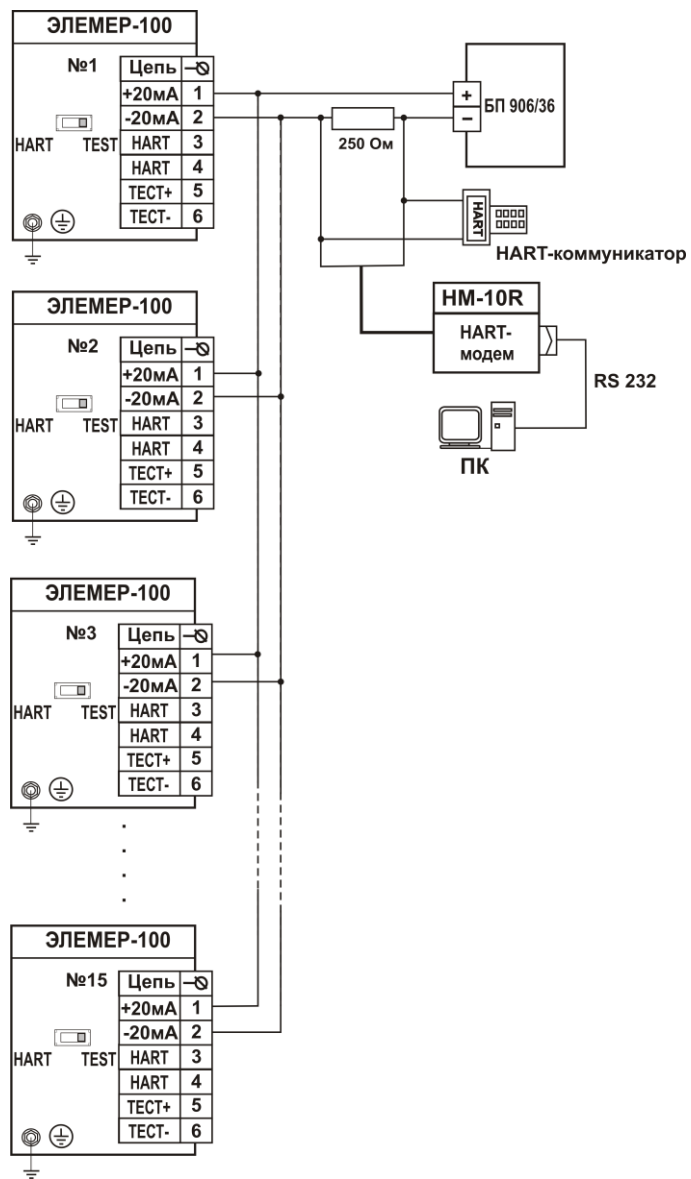 ЭЛЕМЕР-100
№1
Цепь
+20мА 1
-20мА 2
HART 3
HART 4
ТЕСТ+ 5
ТЕСТ- 6
HART TEST
250 Ом
+
−
БП 906/36
HART
HART-коммуникатор
HM-10R
HART-
модем
RS 232
ПК
ЭЛЕМЕР-100
№2
Цепь
+20мА 1
-20мА 2
HART 3
HART 4
ТЕСТ+ 5
ТЕСТ- 6
HART TEST
ЭЛЕМЕР-100
№3
Цепь
+20мА 1
-20мА 2
HART 3
HART 4
ТЕСТ+ 5
ТЕСТ- 6
HART TEST
ЭЛЕМЕР-100
№15
Цепь
+20мА 1
-20мА 2
HART 3
HART 4
ТЕСТ+ 5
ТЕСТ- 6
HART TEST